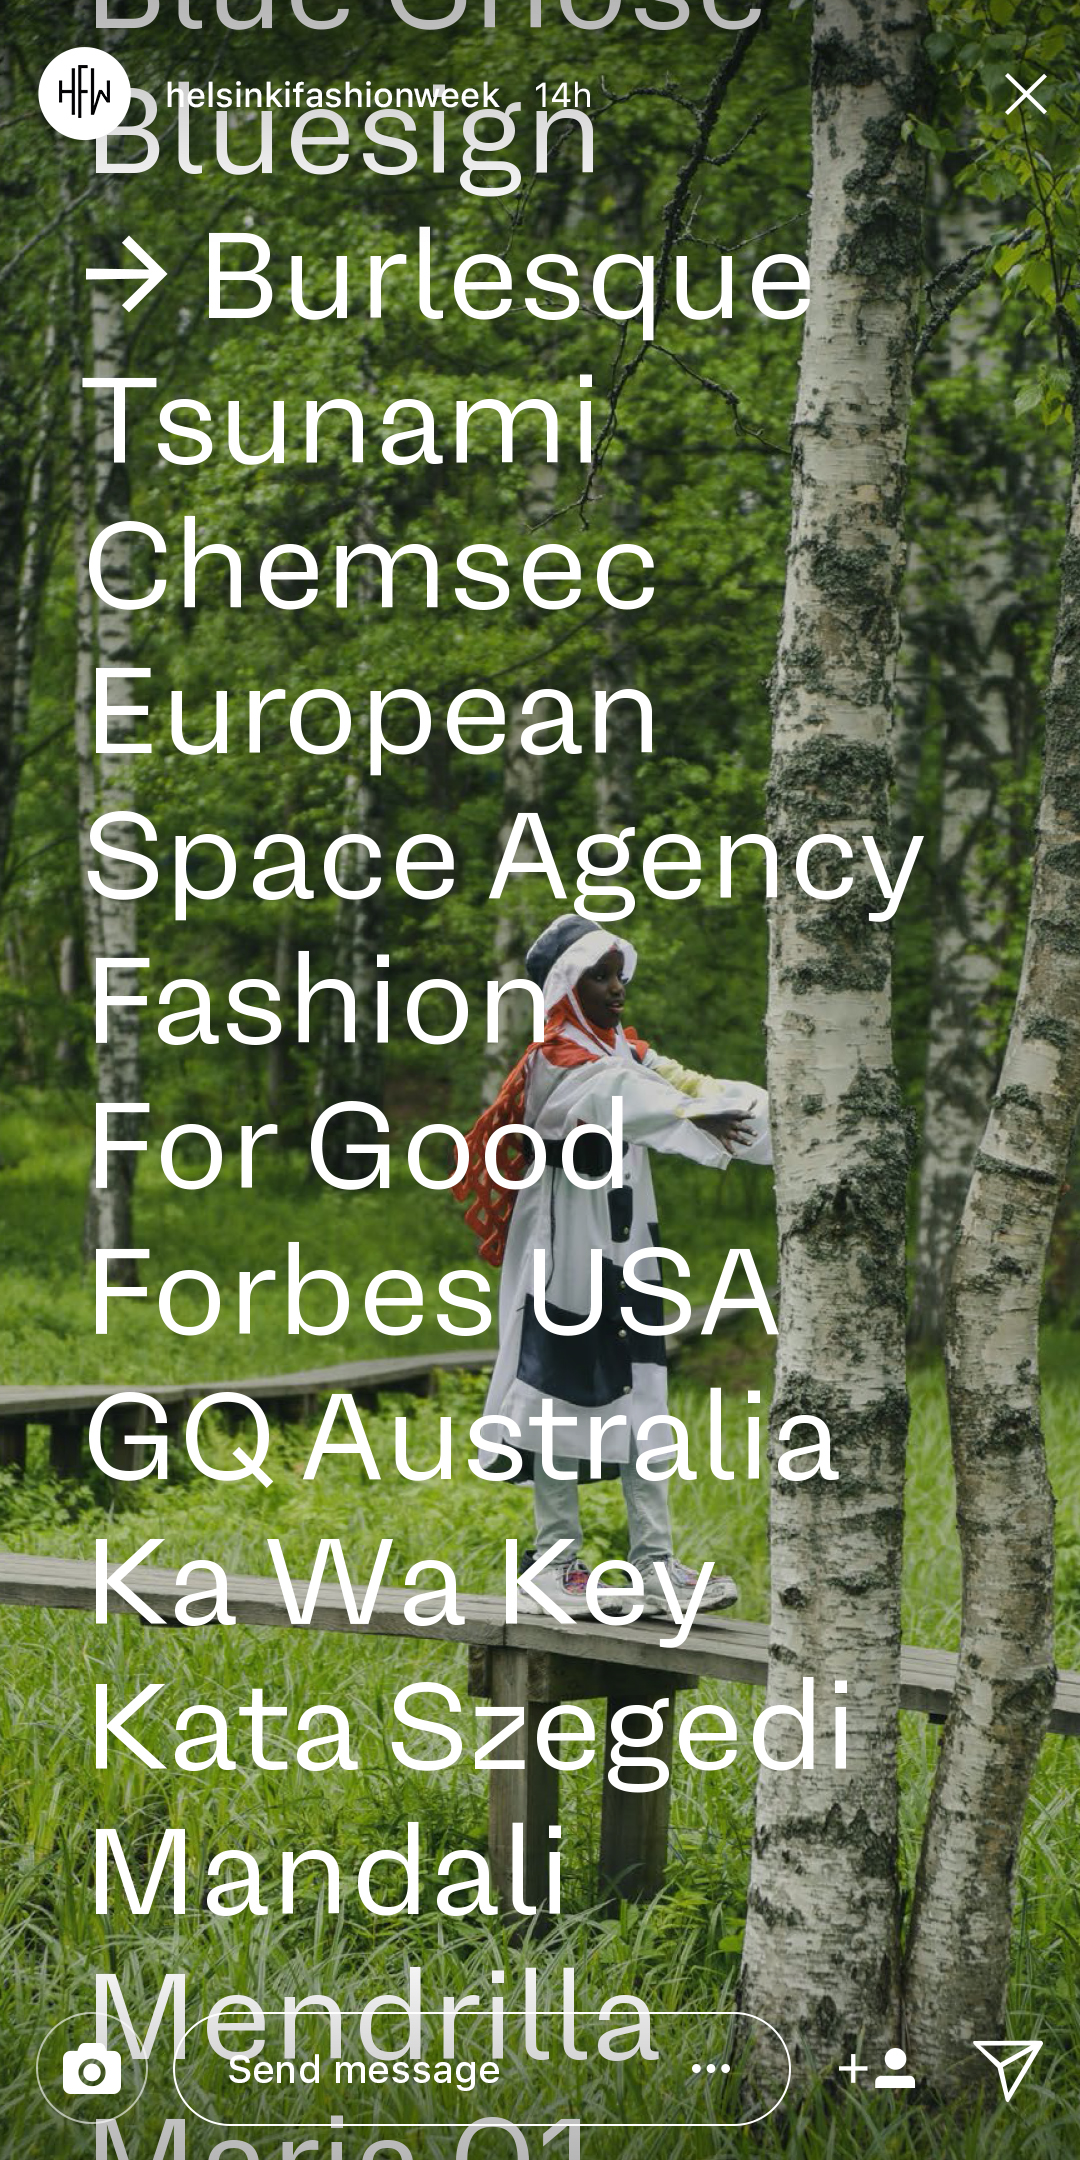 Blue Ghost
HFW
helsinkifashionweek 14h
Bluesign
→ Burlesque
Tsunami
Chemsec
European
Space Agency
Fashion
For Good
Forbes USA
GQ Australia
Ka Wa Key
Kata Szegedi
Mandali
Mendrilla
Send message